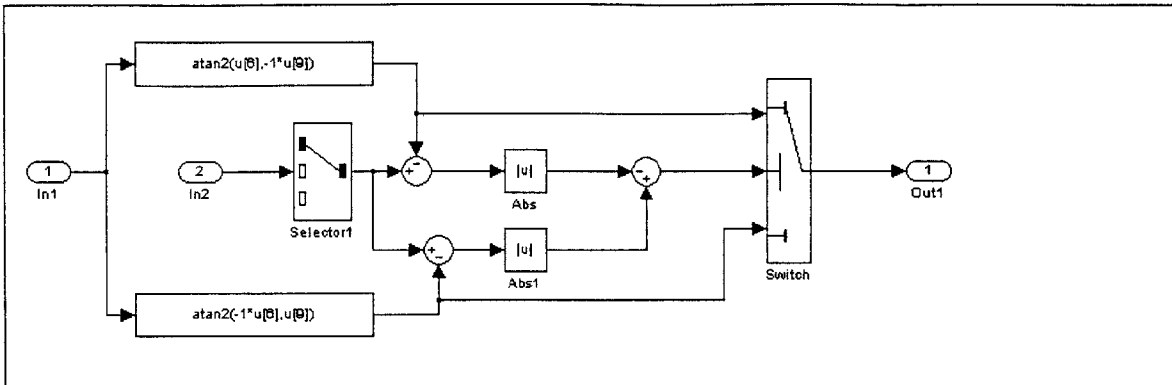 atan2(u[6],-1*u[9])
1
In1
2
In2
Selector1
+
-
|u|
Abs
-
+
1
Out1
+
-
|u|
Abs1
Switch
atan2(-1*u[6],u[9])